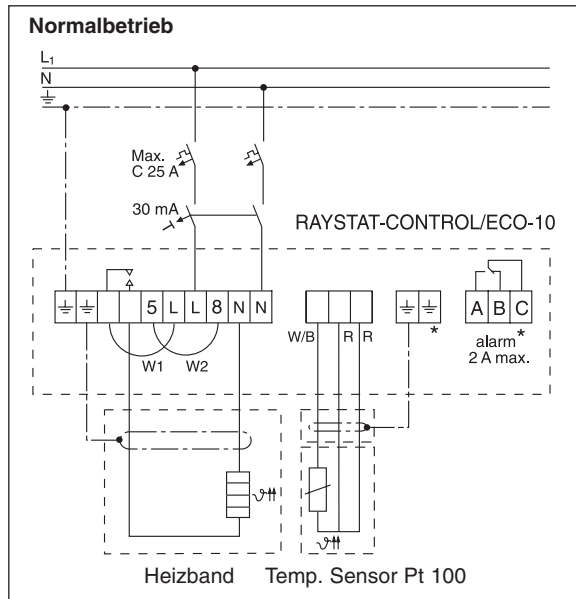 Normalbetrieb
L1
N
Max.
C 25 A
30 mA
RAYSTAT-CONTROL/ECO-10
5 L L 8 N N
A B C
W/B R R
*
*
alarm
2 A max.
W1 W2
ϑ
ϑ
Heizband Temp. Sensor Pt 100